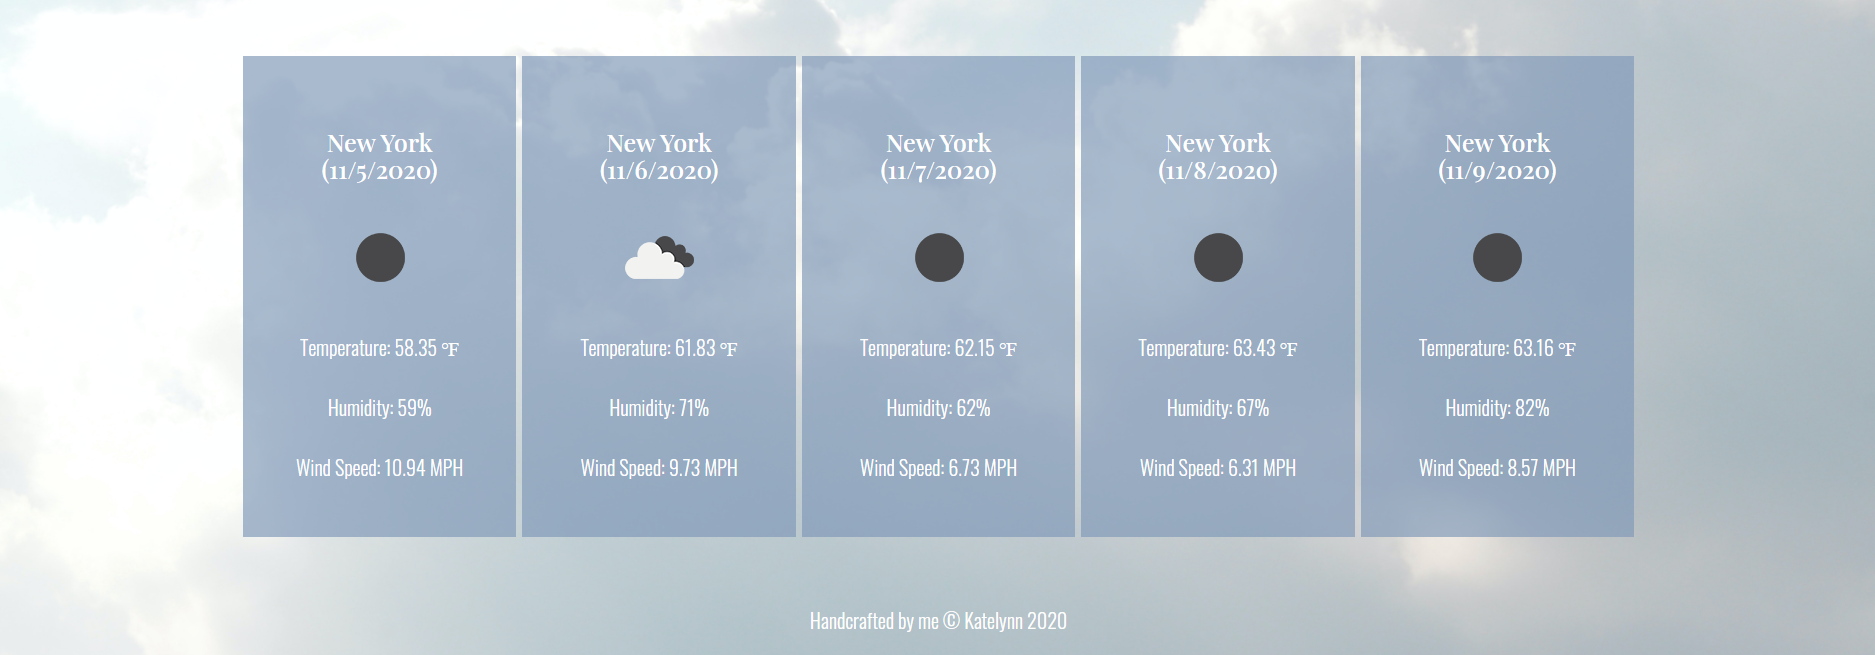 New York
(11/5/2020)
Temperature: 58.35 °F
Humidity: 59%
Wind Speed: 10.94 MPH
New York
(11/6/2020)
Temperature: 61.83 °F
Humidity: 71%
Wind Speed: 9.73 MPH
New York
(11/7/2020)
Temperature: 62.15 °F
Humidity: 62%
Wind Speed: 6.73 MPH
New York
(11/8/2020)
Temperature: 63.43 °F
Humidity: 67%
Wind Speed: 6.31 MPH
New York
(11/9/2020)
Temperature: 63.16 °F
Humidity: 82%
Wind Speed: 8.57 MPH
Handcrafted by me © Katelynn 2020